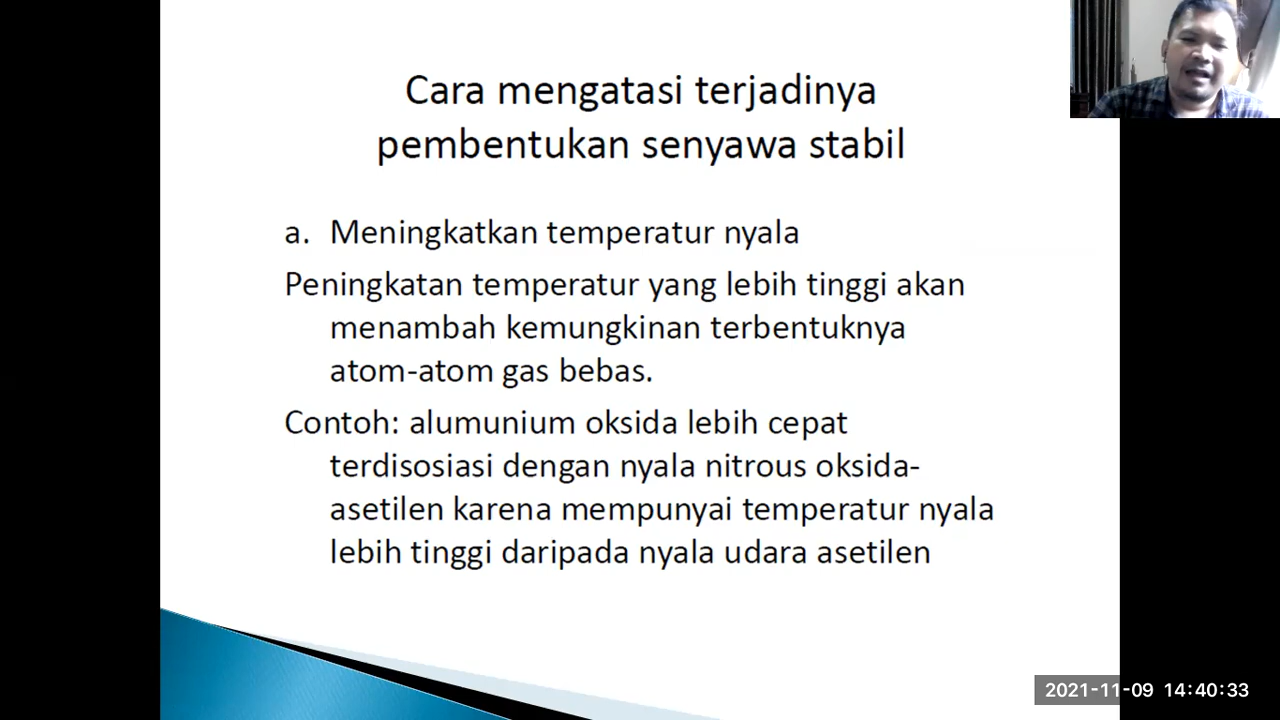 Cara mengatasi terjadinya
pembentukan senyawa stabil
a. Meningkatkan temperatur nyala
Peningkatan temperatur yang lebih tinggi akan
menambah kemungkinan terbentuknya
atom-atom gas bebas.
Contoh: alumunium oksida lebih cepat
terdisosiasi dengan nyala nitrous oksida-
asetilen karena mempunyai temperatur nyala
lebih tinggi daripada nyala udara asetilen
2021-11-09 14:40:33